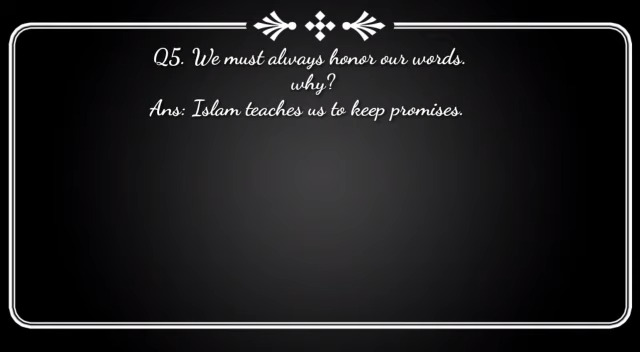 Q5. We must always honor our words.
why?
Ans: Islam teaches us to keep promises.